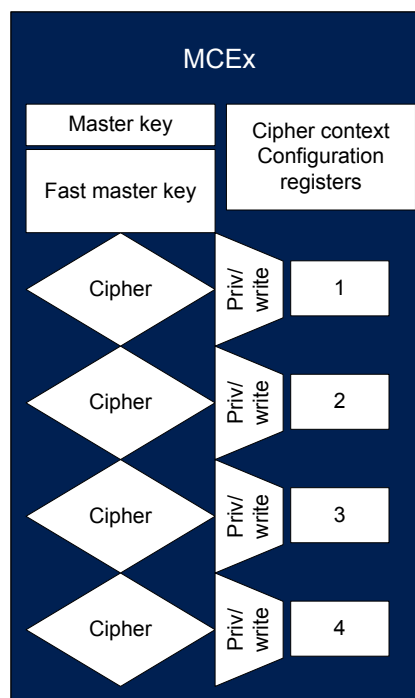 MCEx
Master key
Cipher context
Configuration
registers
Fast master key
Cipher
Priv/
write
1
Cipher
Priv/
write
2
Cipher
Priv/
write
3
Cipher
Priv/
write
4